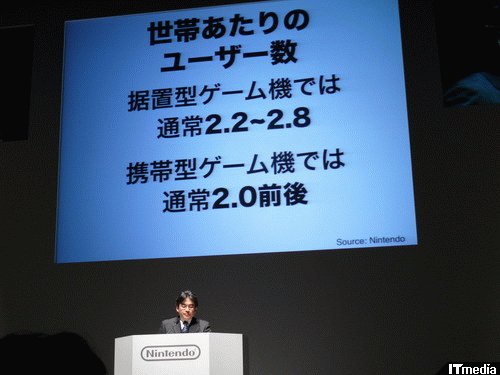 世帯あたりの
ユーザー数
据置型ゲーム機では
通常2.2~2.8
携帯型ゲーム機では
通常2.0前後
Source: Nintendo
Nintendo
ITmedia